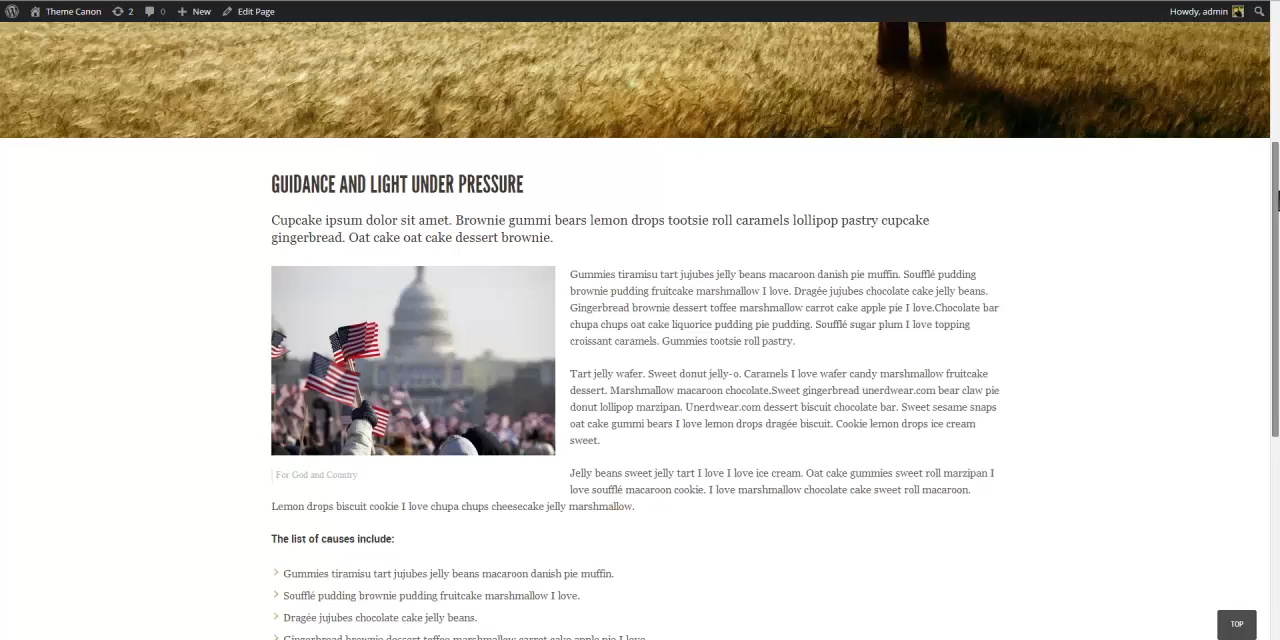 Theme Canon 2 0 New Edit Page Howdy, admin
GUIDANCE AND LIGHT UNDER PRESSURE
Cupcake ipsum dolor sit amet. Brownie gummi bears lemon drops tootsie roll caramels lollipop pastry cupcake
gingerbread. Oat cake oat cake dessert brownie.
Gummies tiramisu tart jujubes jelly beans macaroon danish pie muffin. Soufflé pudding
brownie pudding fruitcake marshmallow I love. Dragée jujubes chocolate cake jelly beans.
Gingerbread brownie dessert toffee marshmallow carrot cake apple pie I love.Chocolate bar
chupa chups oat cake liquorice pudding pie pudding. Soufflé sugar plum I love topping
croissant caramels. Gummies tootsie roll pastry.
Tart jelly wafer. Sweet donut jelly-o. Caramels I love wafer candy marshmallow fruitcake
dessert. Marshmallow macaroon chocolate.Sweet gingerbread unerdwear.com bear claw pie
donut lollipop marzipan. Unerdwear.com dessert biscuit chocolate bar. Sweet sesame snaps
oat cake gummi bears I love lemon drops dragée biscuit. Cookie lemon drops ice cream
sweet.
For God and Country
Jelly beans sweet jelly tart I love I love ice cream. Oat cake gummies sweet roll marzipan I
love soufflé macaroon cookie. I love marshmallow chocolate cake sweet roll macaroon.
Lemon drops biscuit cookie I love chupa chups cheesecake jelly marshmallow.
The list of causes include:
Gummies tiramisu tart jujubes jelly beans macaroon danish pie muffin.
Soufflé pudding brownie pudding fruitcake marshmallow I love.
Dragée jujubes chocolate cake jelly beans.
Gingerbread brownie dessert toffee marshmallow carrot cake apple pie I love.
TOP